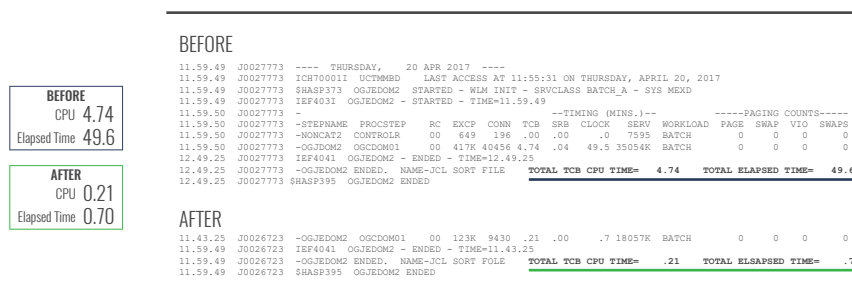 BEFORE
CPU 4.74
Elapsed Time 49.6
AFTER
CPU 0.21
Elapsed Time 0.70
BEFORE
11.59.49 J0027773 ---- THURSDAY, 20 APR 2017 ----
11.59.49 J0027773 ICH70001I UCTMMBD LAST ACCESS AT 11:55:31 ON THURSDAY, APRIL 20, 2017
11.59.49 J0027773 $HASP373 OGJEDOM2 STARTED - WLM INIT - SRVCLASS BATCH_A - SYS MEXD
11.59.49 J0027773 IEF403I OGJEDOM2 - STARTED - TIME=11.59.49
11.59.50 J0027773 - --TIMING (MINS.)-- -----PAGING COUNTS-----
11.59.50 J0027773 -STEPNAME PROCSTEP RC EXCP CONN TCB SRB CLOCK SERV WORKLOAD PAGE SWAP VIO SWAPS
11.59.50 J0027773 -NONCAT2 CONTROLR 00 649 196 .00 .00 .0 7595 BATCH 0 0 0 0
11.59.50 J0027773 -OGJDOM2 OGCDOM01 00 417K 40456 4.74 .04 49.5 35054K BATCH 0 0 0 0
12.49.25 J0027773 IEF4041 OGJEDOM2 - ENDED - TIME=12.49.25
12.49.25 J0027773 -OGJEDOM2 ENDED. NAME-JCL SORT FILE TOTAL TCB CPU TIME= 4.74 TOTAL ELAPSED TIME= 49.6
12.49.25 J0027773 $HASP395 OGJEDOM2 ENDED
AFTER
11.43.25 J0026723 -OGJEDOM2 OGCDOM01 00 123K 9430 .21 .00 .7 18057K BATCH 0 0 0 0
11.59.49 J0026723 IEF4041 OGJEDOM2 - ENDED - TIME=11.43.25
11.59.49 J0026723 -OGJEDOM2 ENDED. NAME-JCL SORT FOLE TOTAL TCB CPU TIME= .21 TOTAL ELSAPSED TIME= .7
11.59.49 J0026723 $HASP395 OGJEDOM2 ENDED